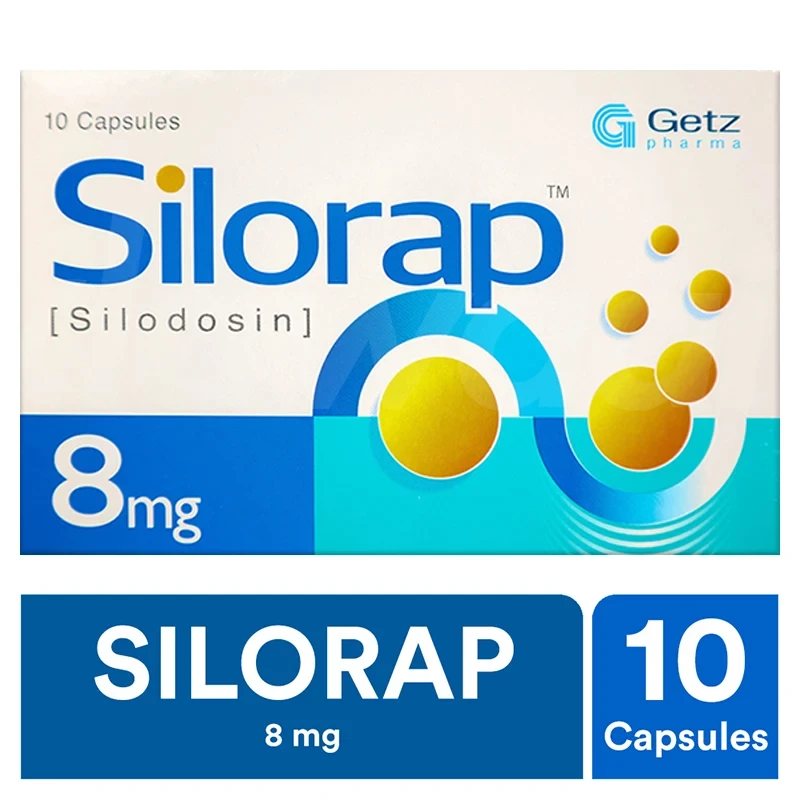 10 Capsules
Getz
pharma
Silorap™
[Silodosin]
8mg
SILORAP
8 mg
10
Capsules